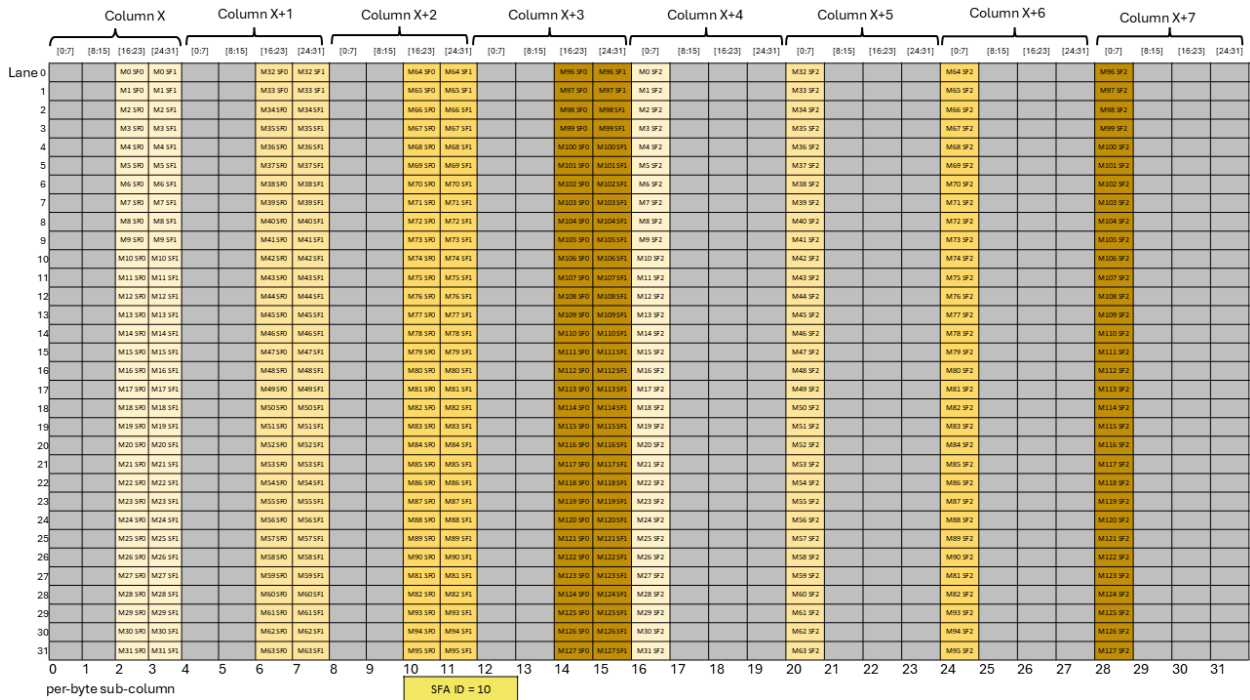 Column X Column X+1 Column X+2 Column X+3 Column X+4 Column X+5 Column X+6 Column X+7
[0:7] [8:15] [16:23] [24:31] [0:7] [8:15] [16:23] [24:31] [0:7] [8:15] [16:23] [24:31] [0:7] [8:15] [16:23] [24:31] [0:7] [8:15] [16:23] [24:31] [0:7] [8:15] [16:23] [24:31] [0:7] [8:15] [16:23] [24:31] [0:7] [8:15] [16:23] [24:31]
Lane 0 M0 SF0 M0 SF1 M32 SF0 M32 SF1 M64 SF0 M64 SF1 M96 SF0 M96 SF1 M0 SF2 M32 SF2 M64 SF2 M96 SF2
1 M1 SF0 M1 SF1 M33 SF0 M33 SF1 M65 SF0 M65 SF1 M97 SF0 M97 SF1 M1 SF2 M33 SF2 M65 SF2 M97 SF2
2 M2 SF0 M2 SF1 M34 SF0 M34 SF1 M66 SF0 M66 SF1 M98 SF0 M98 SF1 M2 SF2 M34 SF2 M66 SF2 M98 SF2
3 M3 SF0 M3 SF1 M35 SF0 M35 SF1 M67 SF0 M67 SF1 M99 SF0 M99 SF1 M3 SF2 M35 SF2 M67 SF2 M99 SF2
4 M4 SF0 M4 SF1 M36 SF0 M36 SF1 M68 SF0 M68 SF1 M100 SF0 M100 SF1 M4 SF2 M36 SF2 M68 SF2 M100 SF2
5 M5 SF0 M5 SF1 M37 SF0 M37 SF1 M69 SF0 M69 SF1 M101 SF0 M101 SF1 M5 SF2 M37 SF2 M69 SF2 M101 SF2
6 M6 SF0 M6 SF1 M38 SF0 M38 SF1 M70 SF0 M70 SF1 M102 SF0 M102 SF1 M6 SF2 M38 SF2 M70 SF2 M102 SF2
7 M7 SF0 M7 SF1 M39 SF0 M39 SF1 M71 SF0 M71 SF1 M103 SF0 M103 SF1 M7 SF2 M39 SF2 M71 SF2 M103 SF2
8 M8 SF0 M8 SF1 M40 SF0 M40 SF1 M72 SF0 M72 SF1 M104 SF0 M104 SF1 M8 SF2 M40 SF2 M72 SF2 M104 SF2
9 M9 SF0 M9 SF1 M41 SF0 M41 SF1 M73 SF0 M73 SF1 M105 SF0 M105 SF1 M9 SF2 M41 SF2 M73 SF2 M105 SF2
10 M10 SF0 M10 SF1 M42 SF0 M42 SF1 M74 SF0 M74 SF1 M106 SF0 M106 SF1 M10 SF2 M42 SF2 M74 SF2 M106 SF2
11 M11 SF0 M11 SF1 M43 SF0 M43 SF1 M75 SF0 M75 SF1 M107 SF0 M107 SF1 M11 SF2 M43 SF2 M75 SF2 M107 SF2
12 M12 SF0 M12 SF1 M44 SF0 M44 SF1 M76 SF0 M76 SF1 M108 SF0 M108 SF1 M12 SF2 M44 SF2 M76 SF2 M108 SF2
13 M13 SF0 M13 SF1 M45 SF0 M45 SF1 M77 SF0 M77 SF1 M109 SF0 M109 SF1 M13 SF2 M45 SF2 M77 SF2 M109 SF2
14 M14 SF0 M14 SF1 M46 SF0 M46 SF1 M78 SF0 M78 SF1 M110 SF0 M110 SF1 M14 SF2 M46 SF2 M78 SF2 M110 SF2
15 M15 SF0 M15 SF1 M47 SF0 M47 SF1 M79 SF0 M79 SF1 M111 SF0 M111 SF1 M15 SF2 M47 SF2 M79 SF2 M111 SF2
16 M16 SF0 M16 SF1 M48 SF0 M48 SF1 M80 SF0 M80 SF1 M112 SF0 M112 SF1 M16 SF2 M48 SF2 M80 SF2 M112 SF2
17 M17 SF0 M17 SF1 M49 SF0 M49 SF1 M81 SF0 M81 SF1 M113 SF0 M113 SF1 M17 SF2 M49 SF2 M81 SF2 M113 SF2
18 M18 SF0 M18 SF1 M50 SF0 M50 SF1 M82 SF0 M82 SF1 M114 SF0 M114 SF1 M18 SF2 M50 SF2 M82 SF2 M114 SF2
19 M19 SF0 M19 SF1 M51 SF0 M51 SF1 M83 SF0 M83 SF1 M115 SF0 M115 SF1 M19 SF2 M51 SF2 M83 SF2 M115 SF2
20 M20 SF0 M20 SF1 M52 SF0 M52 SF1 M84 SF0 M84 SF1 M116 SF0 M116 SF1 M20 SF2 M52 SF2 M84 SF2 M116 SF2
21 M21 SF0 M21 SF1 M53 SF0 M53 SF1 M85 SF0 M85 SF1 M117 SF0 M117 SF1 M21 SF2 M53 SF2 M85 SF2 M117 SF2
22 M22 SF0 M22 SF1 M54 SF0 M54 SF1 M86 SF0 M86 SF1 M118 SF0 M118 SF1 M22 SF2 M54 SF2 M86 SF2 M118 SF2
23 M23 SF0 M23 SF1 M55 SF0 M55 SF1 M87 SF0 M87 SF1 M119 SF0 M119 SF1 M23 SF2 M55 SF2 M87 SF2 M119 SF2
24 M24 SF0 M24 SF1 M56 SF0 M56 SF1 M88 SF0 M88 SF1 M120 SF0 M120 SF1 M24 SF2 M56 SF2 M88 SF2 M120 SF2
25 M25 SF0 M25 SF1 M57 SF0 M57 SF1 M89 SF0 M89 SF1 M121 SF0 M121 SF1 M25 SF2 M57 SF2 M89 SF2 M121 SF2
26 M26 SF0 M26 SF1 M58 SF0 M58 SF1 M90 SF0 M90 SF1 M122 SF0 M122 SF1 M26 SF2 M58 SF2 M90 SF2 M122 SF2
27 M27 SF0 M27 SF1 M59 SF0 M59 SF1 M81 SF0 M81 SF1 M123 SF0 M123 SF1 M27 SF2 M59 SF2 M81 SF2 M123 SF2
28 M28 SF0 M28 SF1 M60 SF0 M60 SF1 M82 SF0 M82 SF1 M124 SF0 M124 SF1 M28 SF2 M60 SF2 M82 SF2 M124 SF2
29 M29 SF0 M29 SF1 M61 SF0 M61 SF1 M93 SF0 M93 SF1 M125 SF0 M125 SF1 M29 SF2 M61 SF2 M93 SF2 M125 SF2
30 M30 SF0 M30 SF1 M62 SF0 M62 SF1 M94 SF0 M94 SF1 M126 SF0 M126 SF1 M30 SF2 M62 SF2 M94 SF2 M126 SF2
31 M31 SF0 M31 SF1 M63 SF0 M63 SF1 M95 SF0 M95 SF1 M127 SF0 M127 SF1 M31 SF2 M63 SF2 M95 SF2 M127 SF2
0 1 2 3 4 5 6 7 8 9 10 11 12 13 14 15 16 17 18 19 20 21 22 23 24 25 26 27 28 29 30 31
per-byte sub-column
SFA ID = 10